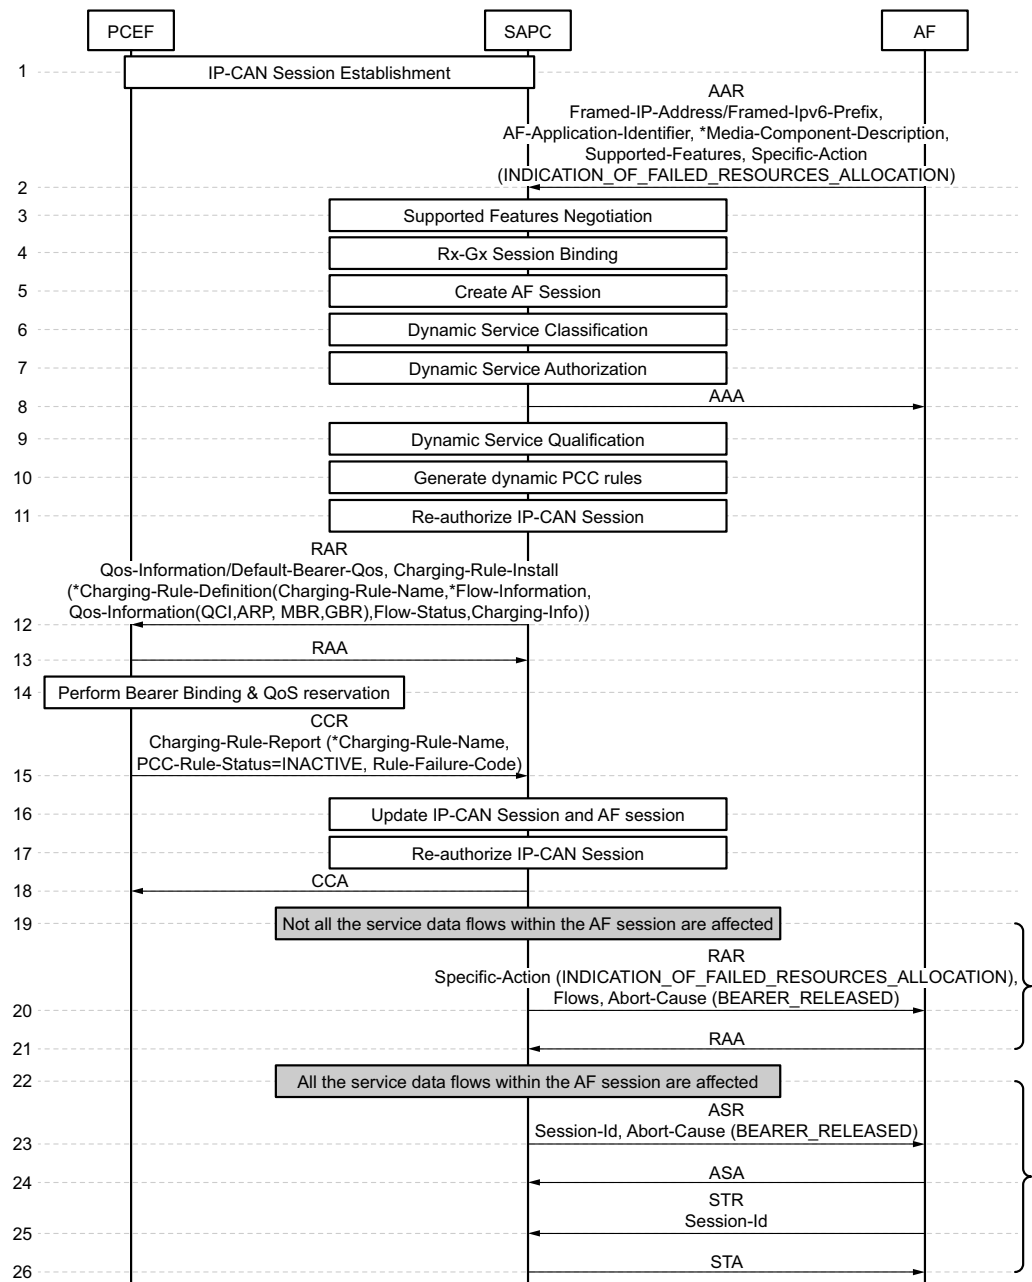 PCEF SAPC AF
1 IP-CAN Session Establishment
AAR
Framed-IP-Address/Framed-Ipv6-Prefix,
AF-Application-Identifier, *Media-Component-Description,
Supported-Features, Specific-Action
(INDICATION_OF_FAILED_RESOURCES_ALLOCATION)
2
3 Supported Features Negotiation
4 Rx-Gx Session Binding
5 Create AF Session
6 Dynamic Service Classification
7 Dynamic Service Authorization
8 AAA
9 Dynamic Service Qualification
10 Generate dynamic PCC rules
11 Re-authorize IP-CAN Session
RAR
Qos-Information/Default-Bearer-Qos, Charging-Rule-Install
(*Charging-Rule-Definition(Charging-Rule-Name,*Flow-Information,
Qos-Information(QCI,ARP, MBR,GBR),Flow-Status,Charging-Info))
12
13 RAA
14 Perform Bearer Binding & QoS reservation
CCR
Charging-Rule-Report (*Charging-Rule-Name,
PCC-Rule-Status=INACTIVE, Rule-Failure-Code)
15
16 Update IP-CAN Session and AF session
17 Re-authorize IP-CAN Session
18 CCA
19 Not all the service data flows within the AF session are affected
RAR
Specific-Action (INDICATION_OF_FAILED_RESOURCES_ALLOCATION),
Flows, Abort-Cause (BEARER_RELEASED)
20
21 RAA
22 All the service data flows within the AF session are affected
ASR
Session-Id, Abort-Cause (BEARER_RELEASED)
23
24 ASA
STR
Session-Id
25
26 STA